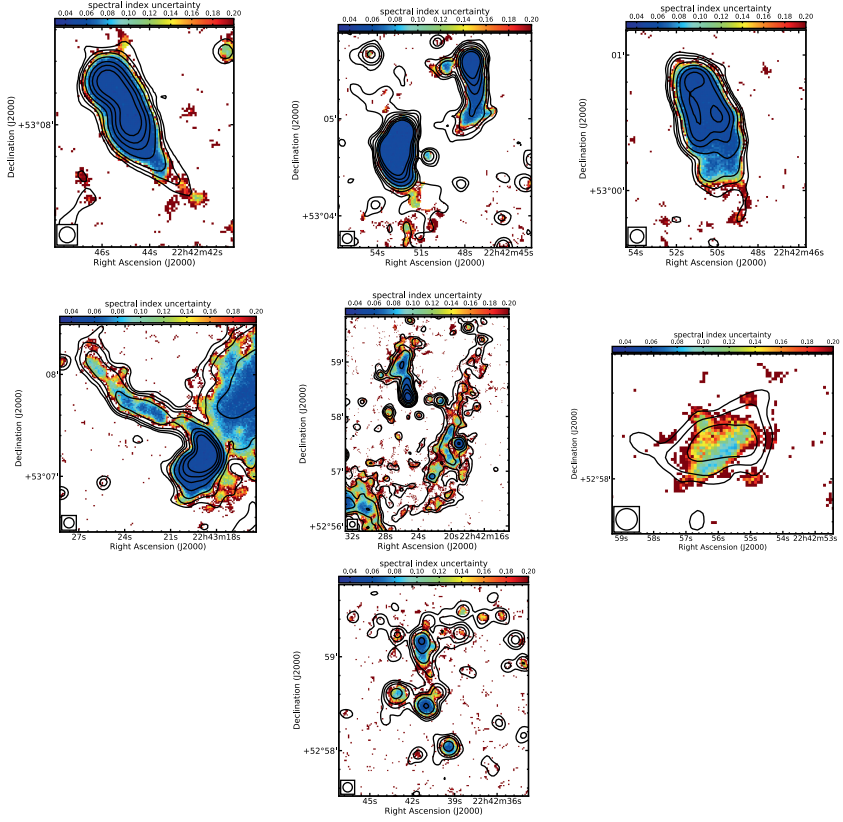 spectral index uncertainty
0.04 0.06 0.08 0.10 0.12 0.14 0.16 0.18 0.20
Declination (J2000)
+53°08'
46s 44s 22h42m42s
Right Ascension (J2000)
spectral index uncertainty
0.04 0.06 0.08 0.10 0.12 0.14 0.16 0.18 0.20
Declination (J2000)
05'
+53°04'
54s 51s 48s 22h42m45s
Right Ascension (J2000)
spectral index uncertainty
0.04 0.06 0.08 0.10 0.12 0.14 0.16 0.18 0.20
Declination (J2000)
01'
+53°00'
54s 52s 50s 48s 22h42m46s
Right Ascension (J2000)
spectral index uncertainty
0.04 0.06 0.08 0.10 0.12 0.14 0.16 0.18 0.20
Declination (J2000)
08'
+53°07'
27s 24s 21s 22h43m18s
Right Ascension (J2000)
spectral index uncertainty
0.04 0.06 0.08 0.10 0.12 0.14 0.16 0.18 0.20
Declination (J2000)
59'
58'
57'
+52°56'
32s 28s 24s 20s 22h42m16s
Right Ascension (J2000)
spectral index uncertainty
0.04 0.06 0.08 0.10 0.12 0.14 0.16 0.18 0.20
Declination (J2000)
+52°58'
59s 58s 57s 56s 55s 54s 22h42m53s
Right Ascension (J2000)
spectral index uncertainty
0.04 0.06 0.08 0.10 0.12 0.14 0.16 0.18 0.20
Declination (J2000)
59'
+52°58'
45s 42s 39s 22h42m36s
Right Ascension (J2000)